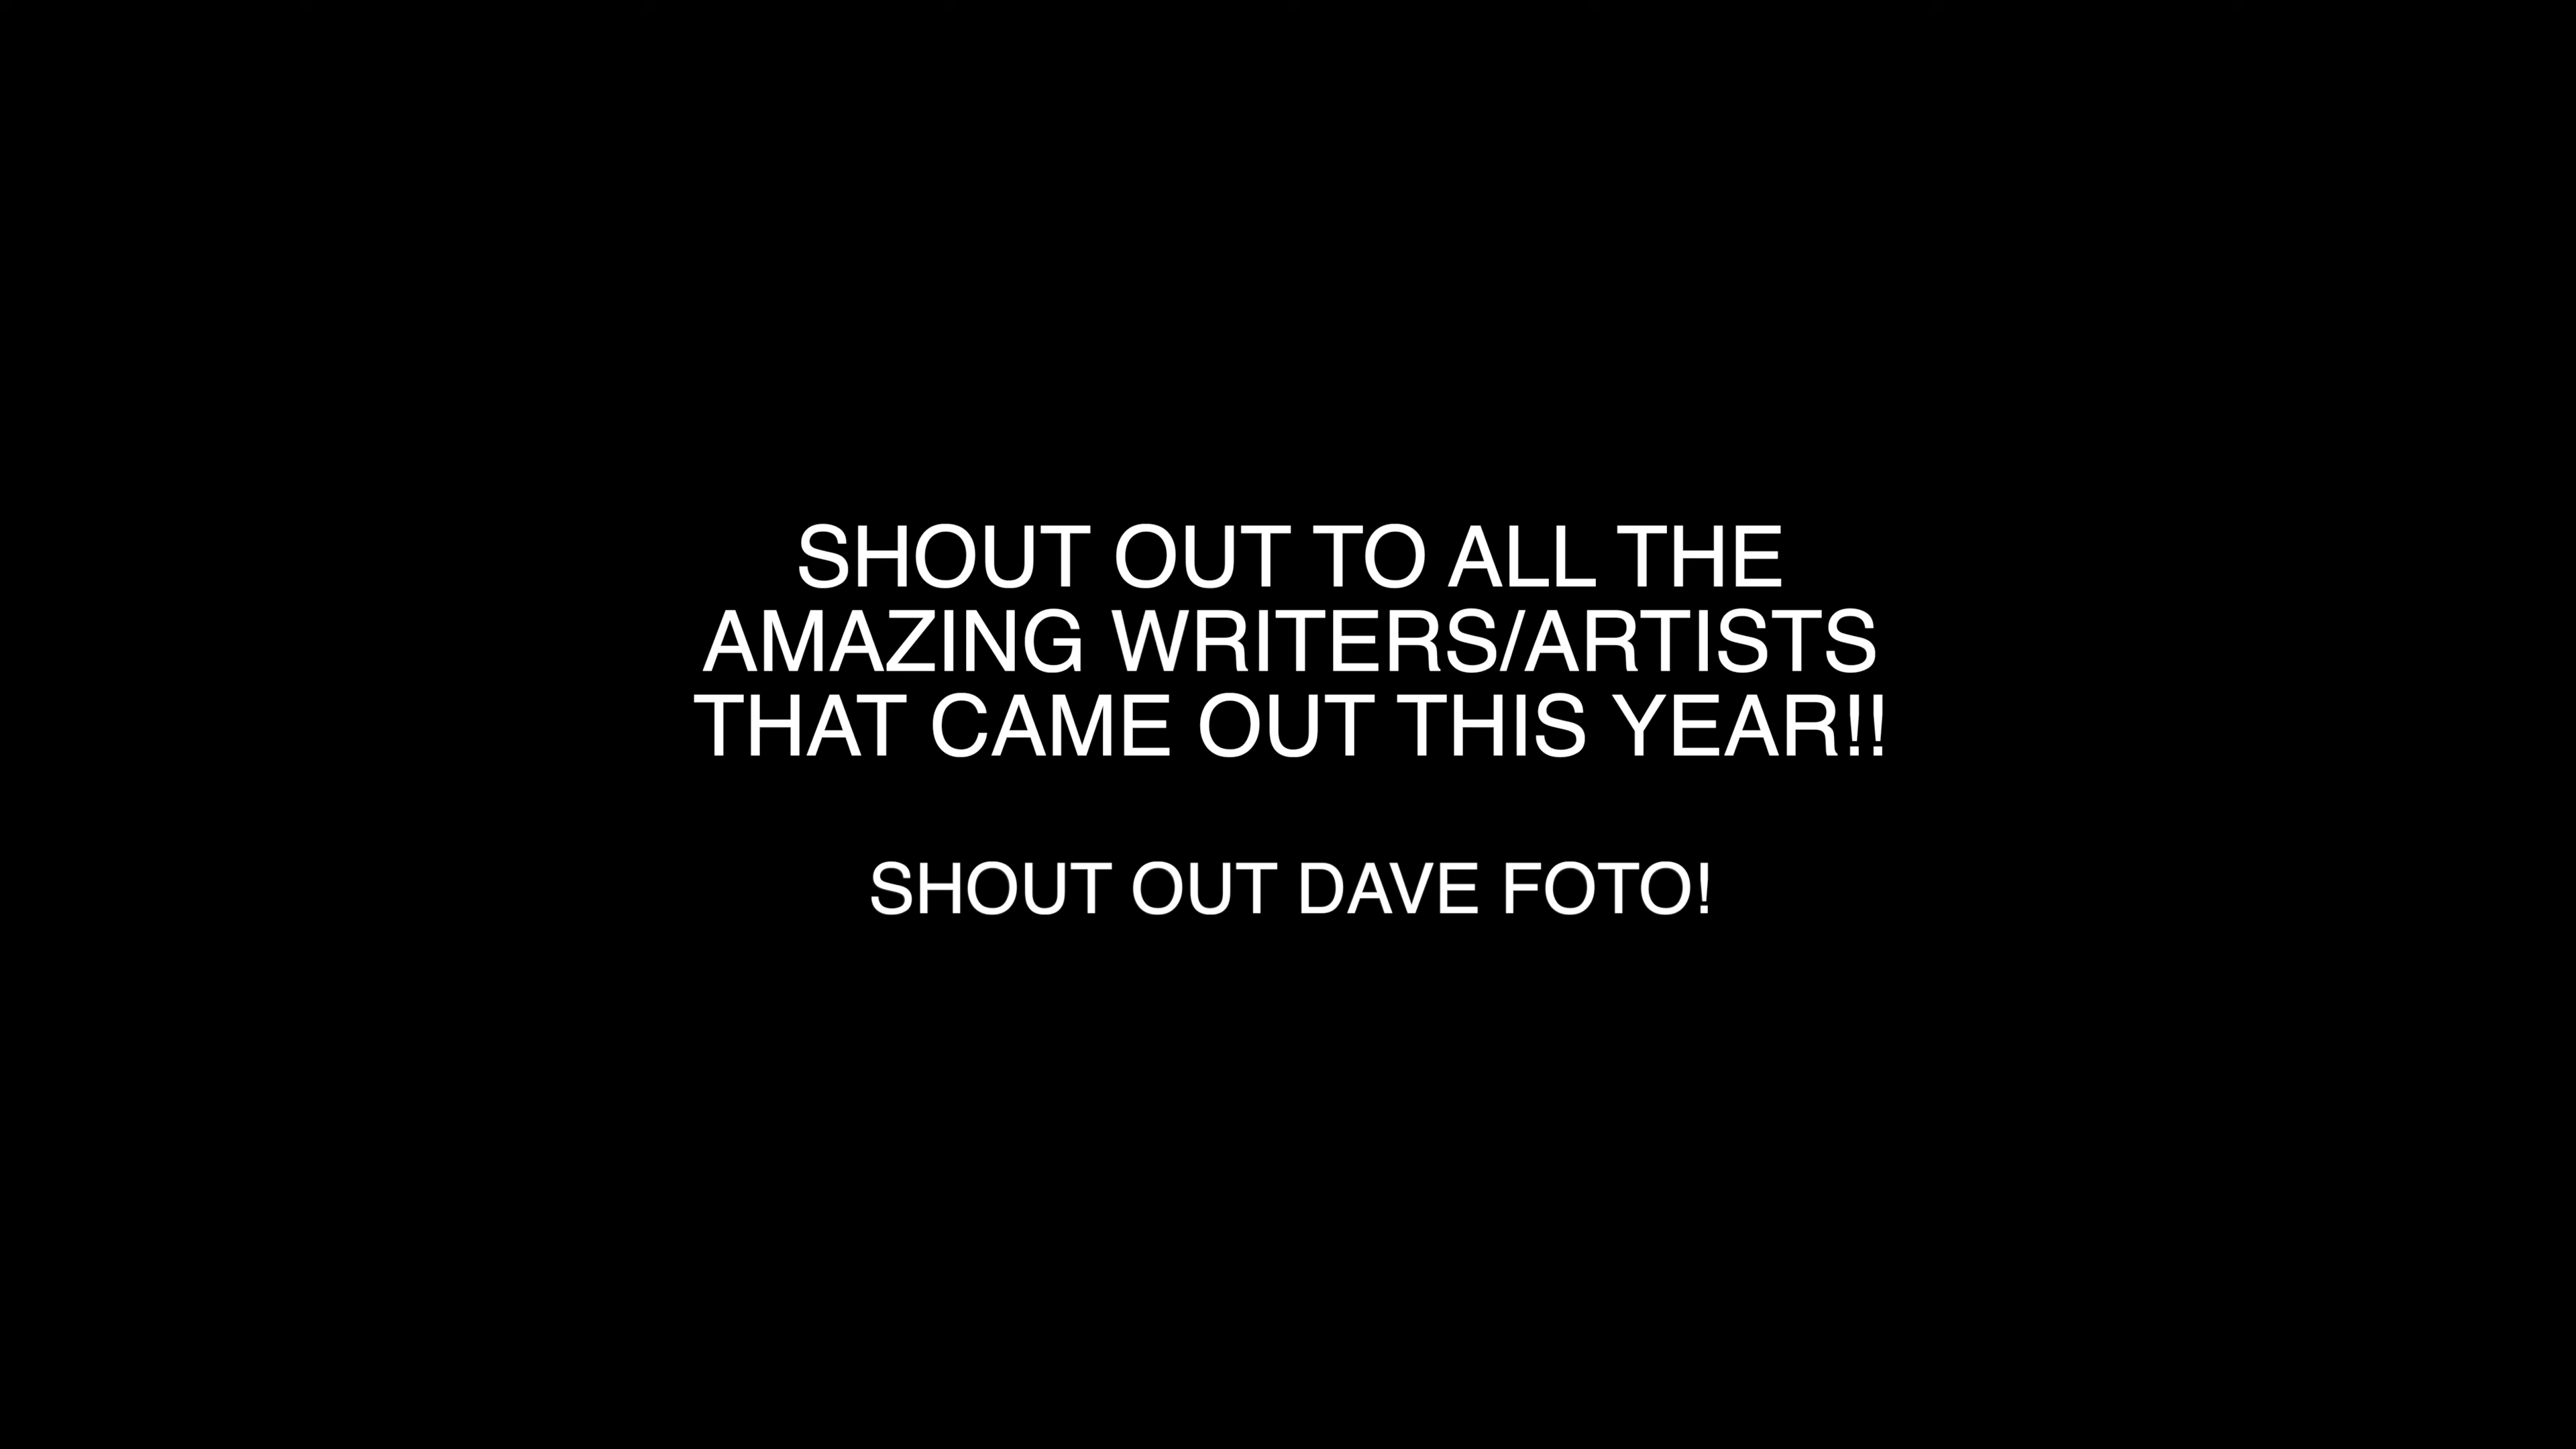 SHOUT OUT TO ALL THE
AMAZING WRITERS/ARTISTS
THAT CAME OUT THIS YEAR!!
SHOUT OUT DAVE FOTO!